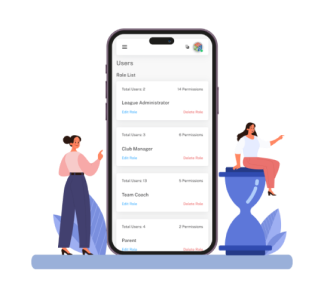 Users
Role List
Total Users: 2 14 Permissions
League Administrator
Edit Role Delete Role
Total Users: 3 9 Permissions
Club Manager
Edit Role Delete Role
Total Users: 15 5 Permissions
Team Coach
Edit Role Delete Role
Total Users: 4 2 Permissions
Parent
Edit Role Delete Role